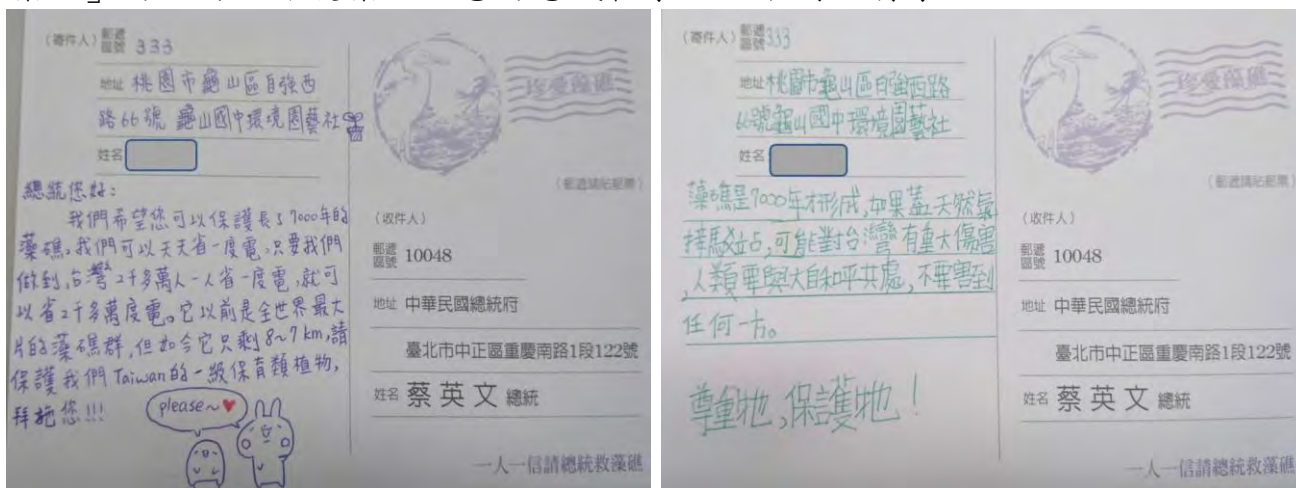 (寄件人) 郵遞區號 333
地址 桃園市龜山區自強西
路66號 龜山國中環境園藝社
姓名
總統您好:
我們希望您可以保護長了7000年的
藻礁,我們可以天天省一度電,只要我們
做到,台灣2千多萬人一人省一度電,就可
以省2千多萬度電。它以前是全世界最大
片的藻礁群,但如今它只剩8~7km,請
保護我們Taiwan的一級保育類植物,
拜託您!!!
please~
珍愛藻礁
(郵遞請貼郵票)
(收件人)
郵遞區號 10048
地址 中華民國總統府
臺北市中正區重慶南路1段122號
姓名 蔡英文 總統
一人一信請總統救藻礁
(寄件人) 郵遞區號 333
地址 桃園市龜山區自強西路
66號龜山國中環境園藝社
姓名
藻礁是7000年才形成,如果蓋天然氣
接駁站,可能對台灣有重大傷害
,人類要與大自和平共處,不要害到
任何一方。
尊重牠,保護牠!
珍愛藻礁
(郵遞請貼郵票)
(收件人)
郵遞區號 10048
地址 中華民國總統府
臺北市中正區重慶南路1段122號
姓名 蔡英文 總統
一人一信請總統救藻礁